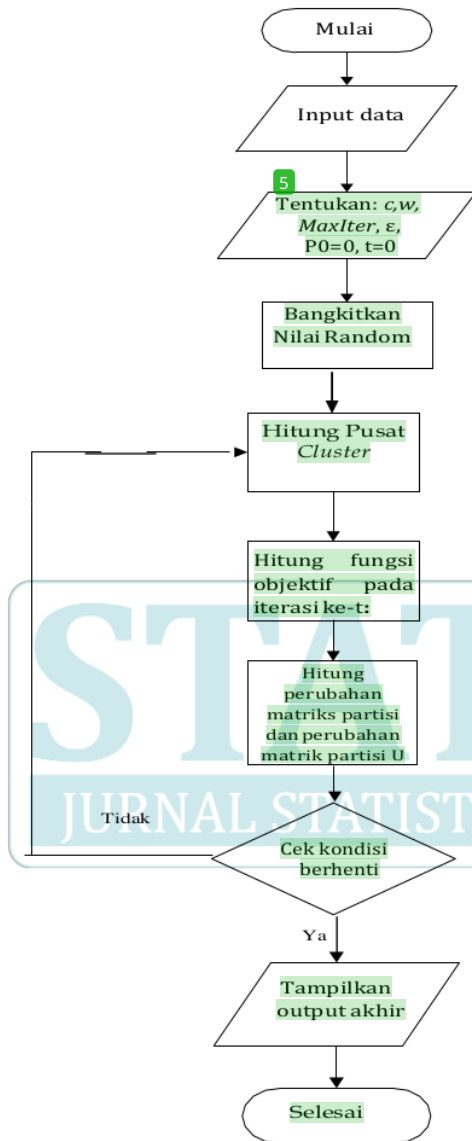 Mulai
Input data
5
Tentukan: c,w,
MaxIter, ε,
P0=0, t=0
Bangkitkan
Nilai Random
Hitung Pusat
Cluster
Hitung fungsi
objektif pada
iterasi ke-t:
Hitung
perubahan
matriks partisi
dan perubahan
matrik partisi U
STAT
JURNAL STATIST
Tidak
Cek kondisi
berhenti
Ya
Tampilkan
output akhir
Selesai